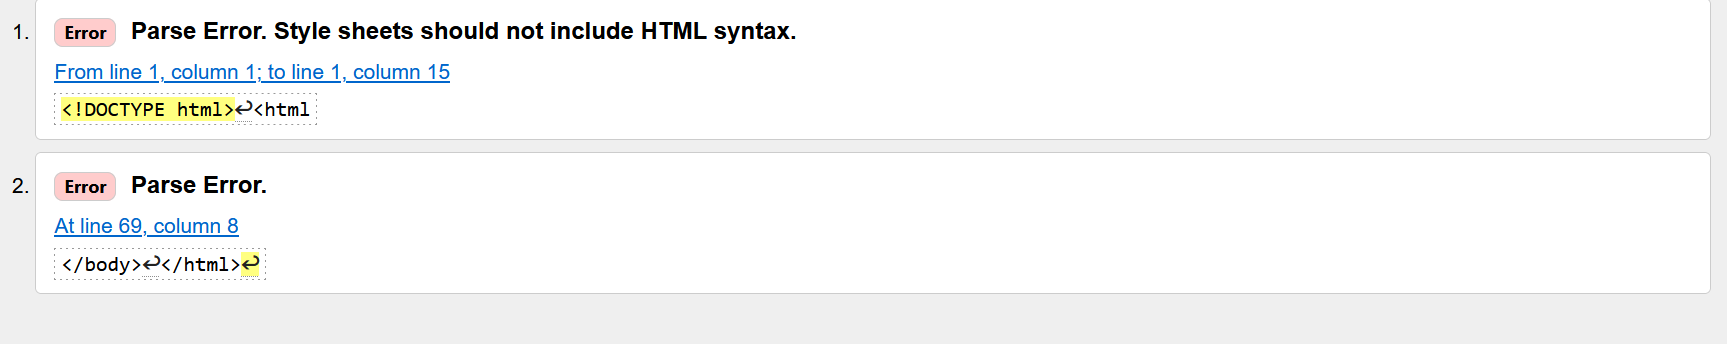 1. Error Parse Error. Style sheets should not include HTML syntax.
From line 1, column 1; to line 1, column 15
<!DOCTYPE html>↩<html
2. Error Parse Error.
At line 69, column 8
</body>↩</html>↩